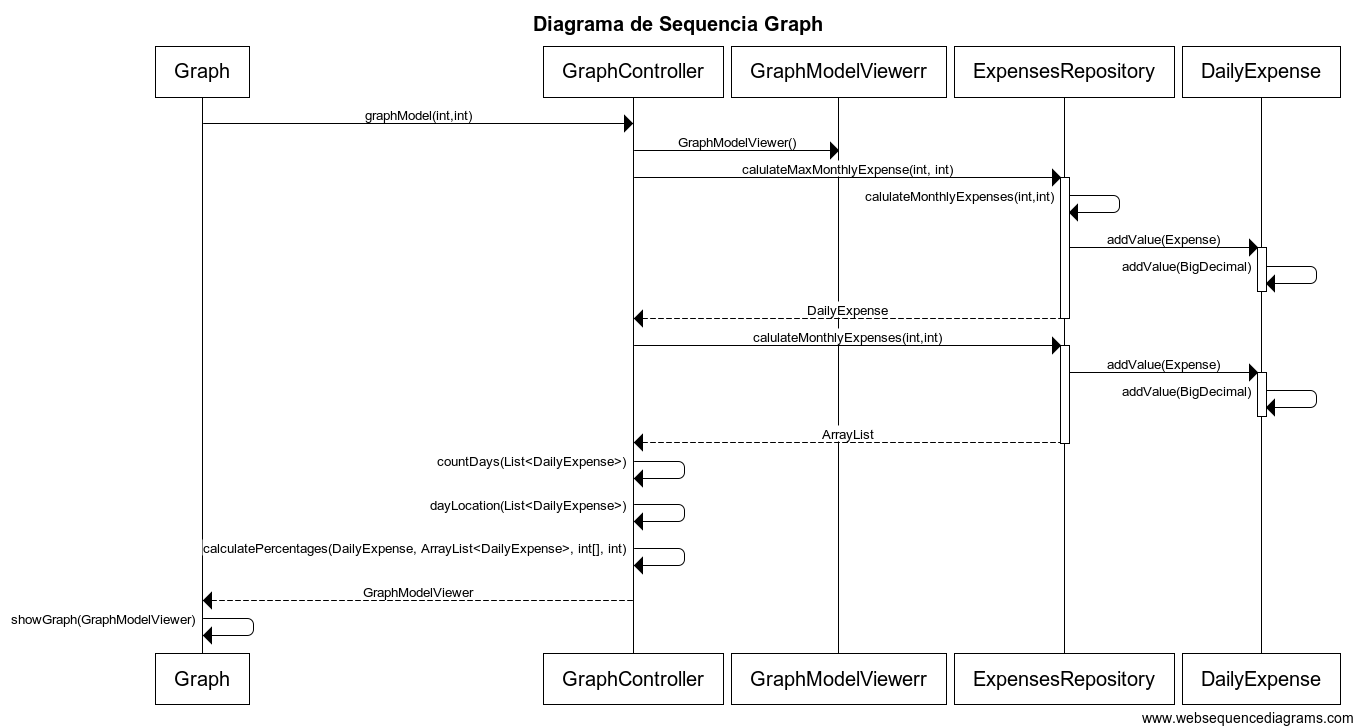 Diagrama de Sequencia Graph
Graph
GraphController
GraphModelViewerr
ExpensesRepository
DailyExpense
graphModel(int,int)
GraphModelViewer()
calulateMaxMonthlyExpense(int, int)
calulateMonthlyExpenses(int,int)
addValue(Expense)
addValue(BigDecimal)
DailyExpense
calulateMonthlyExpenses(int,int)
addValue(Expense)
addValue(BigDecimal)
ArrayList
countDays(List<DailyExpense>)
dayLocation(List<DailyExpense>)
calculatePercentages(DailyExpense, ArrayList<DailyExpense>, int[], int)
GraphModelViewer
showGraph(GraphModelViewer)
Graph
GraphController
GraphModelViewerr
ExpensesRepository
DailyExpense
www.websequencediagrams.com